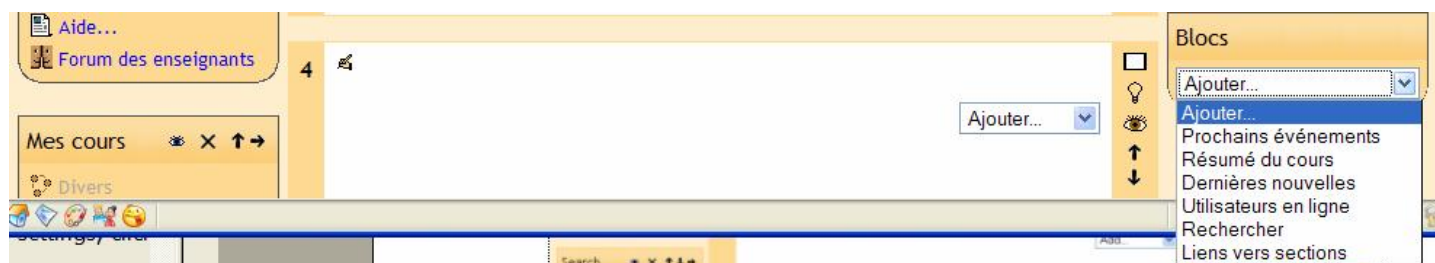 Aide...
Forum des enseignants
Mes cours
Divers
4
Ajouter...
Blocs
Ajouter...
Ajouter...
Prochains événements
Résumé du cours
Dernières nouvelles
Utilisateurs en ligne
Rechercher
Liens vers sections
Search
Add...